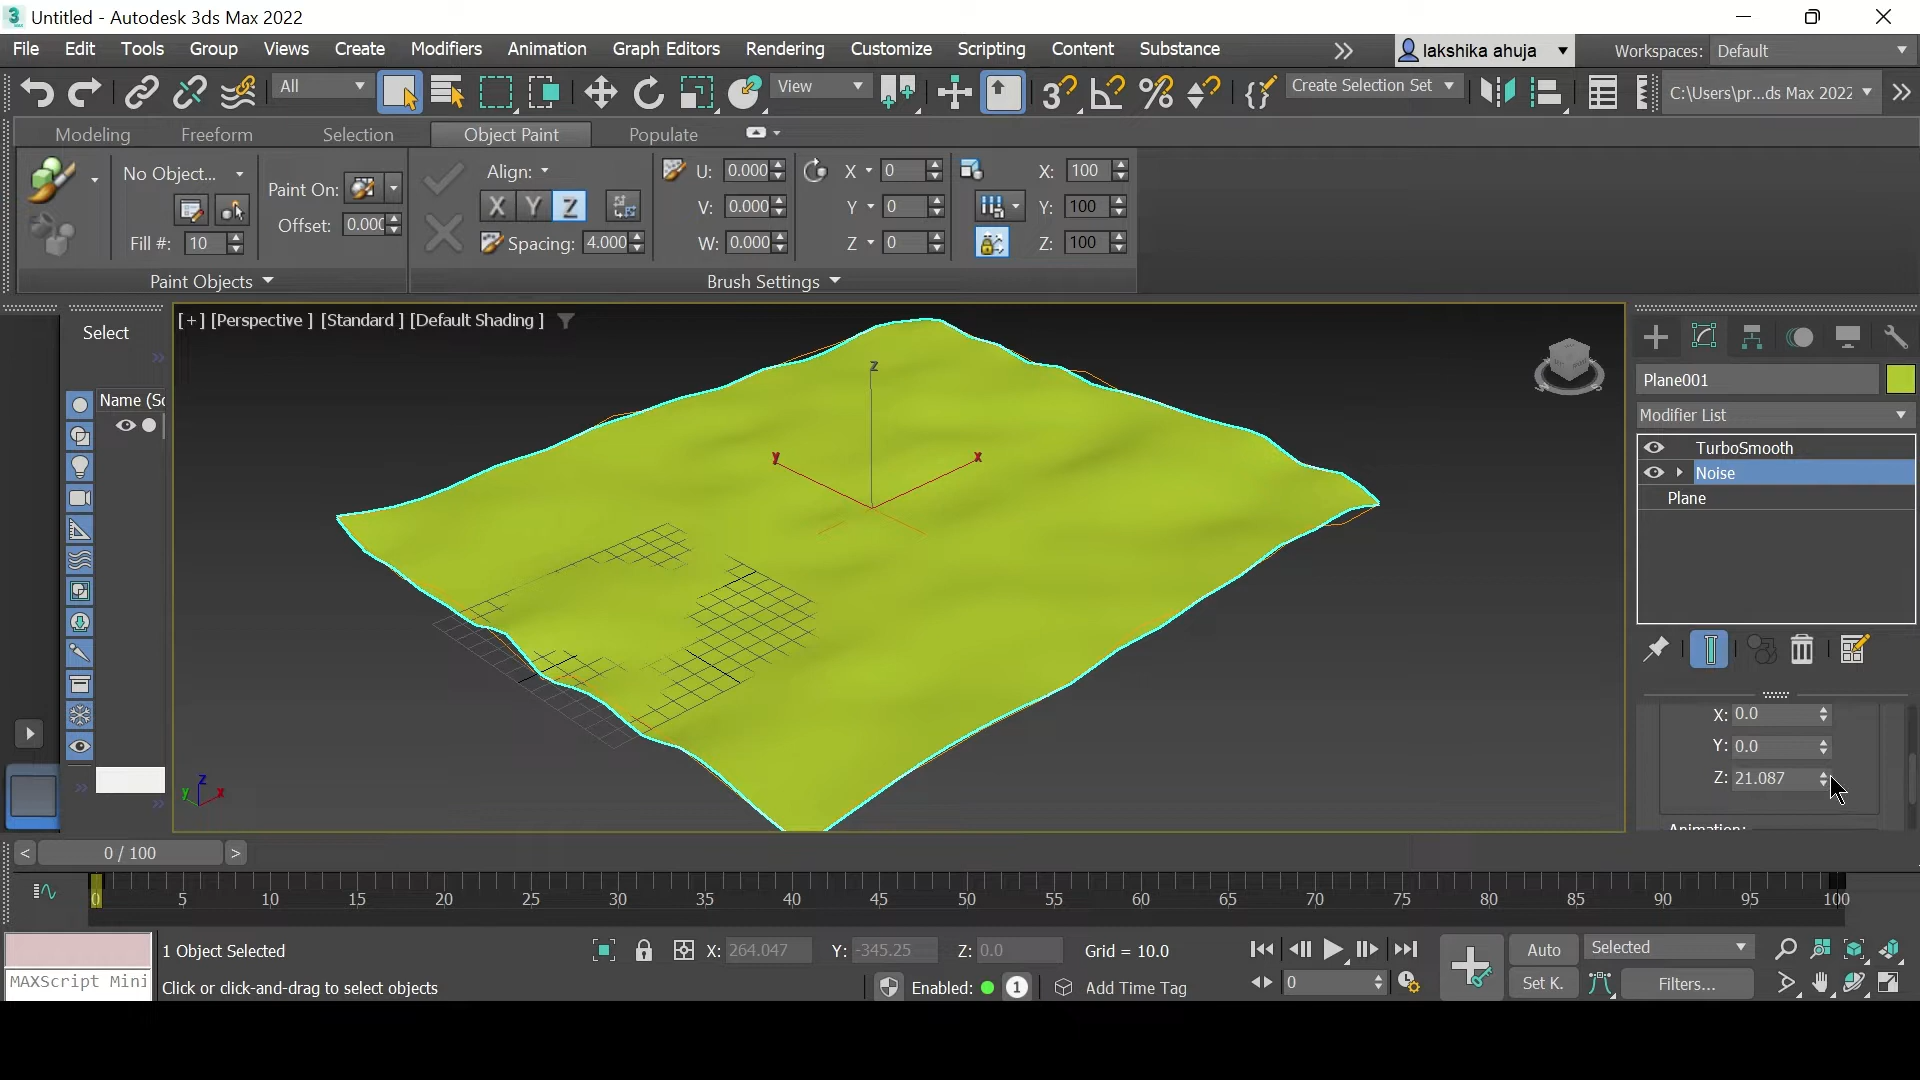 Untitled - Autodesk 3ds Max 2022
File Edit Tools Group Views Create Modifiers Animation Graph Editors Rendering Customize Scripting Content Substance lakshika ahuja Workspaces: Default
All View Create Selection Set C:\Users\pr...ds Max 2022
Modeling Freeform Selection Object Paint Populate
No Object... Paint On: Align: U: 0.000 X 0 X: 100
Offset: 0.000 X Y Z V: 0.000 Y 0 Y: 100
Fill #: 10 Spacing: 4.000 W: 0.000 Z 0 Z: 100
Paint Objects Brush Settings
Select [+] [Perspective ] [Standard ] [Default Shading ]
Plane001
Name (Sc
Modifier List
TurboSmooth
Noise
Plane
z
y x
X: 0.0
Y: 0.0
Z: 21.087
z
y x
0 / 100
0 5 10 15 20 25 30 35 40 45 50 55 60 65 70 75 80 85 90 95 100
MAXScript Mini
1 Object Selected X: 264.047 Y: -345.25 Z: 0.0 Grid = 10.0 Auto Selected
Click or click-and-drag to select objects Enabled: 1 Add Time Tag 0 Set K. Filters...